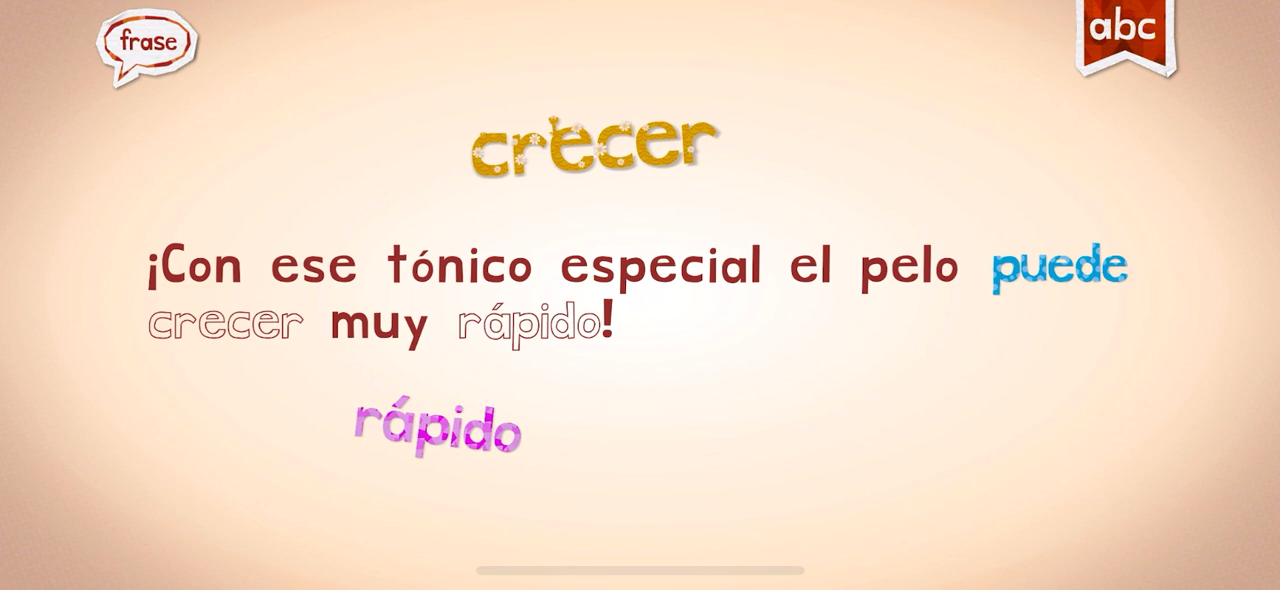 frase
abc
crecer
¡Con ese tónico especial el pelo puede
crecer muy rápido!
rápido